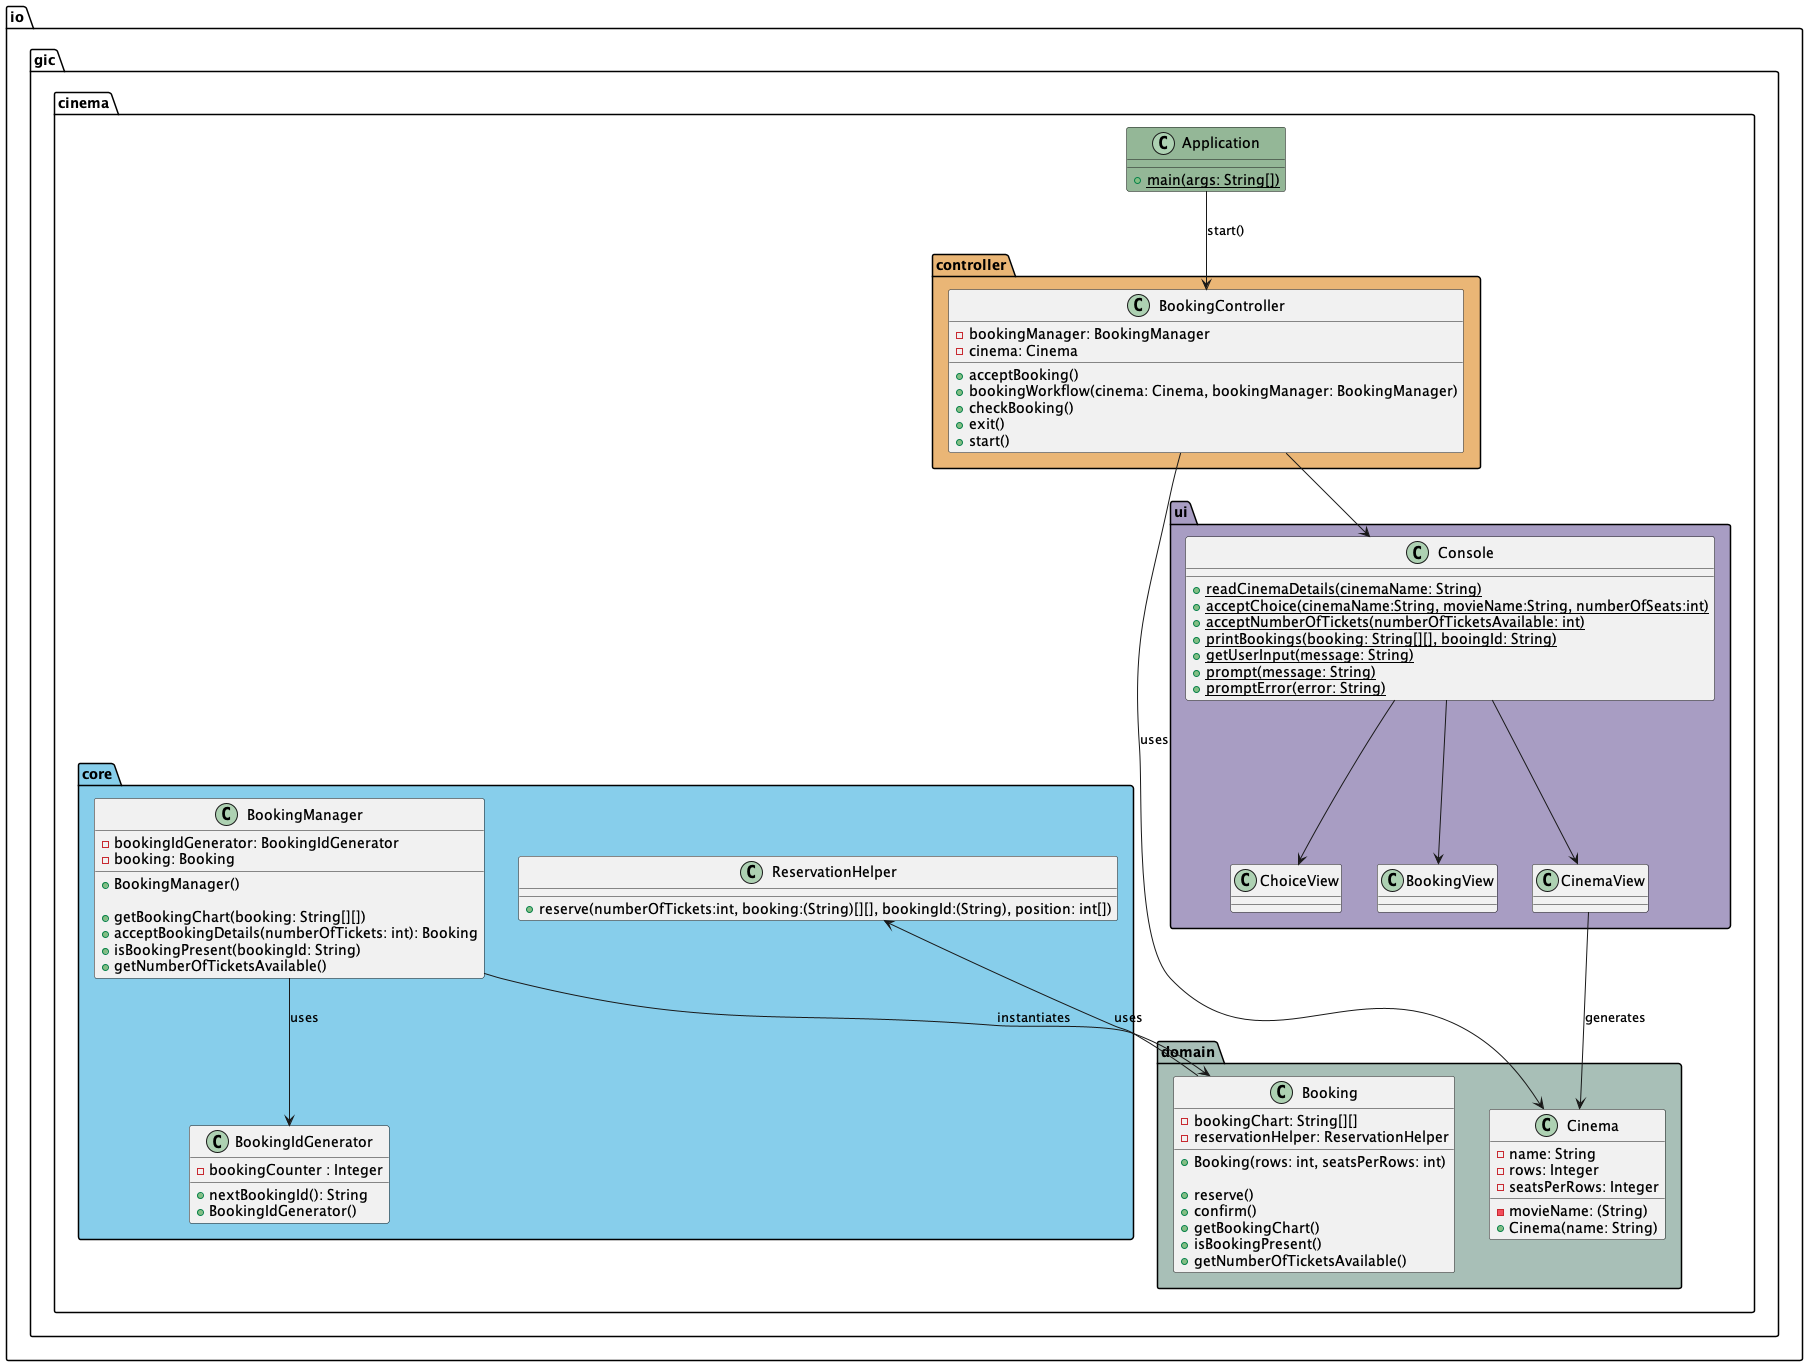 io
gic
cinema
C Application
main(args: String[])
start()
controller
C BookingController
bookingManager: BookingManager
cinema: Cinema
acceptBooking()
bookingWorkflow(cinema: Cinema, bookingManager: BookingManager)
checkBooking()
exit()
start()
ui
C Console
readCinemaDetails(cinemaName: String)
acceptChoice(cinemaName:String, movieName:String, numberOfSeats:int)
acceptNumberOfTickets(numberOfTicketsAvailable: int)
printBookings(booking: String[][], booingId: String)
getUserInput(message: String)
prompt(message: String)
promptError(error: String)
uses
core
C BookingManager
bookingIdGenerator: BookingIdGenerator
booking: Booking
BookingManager()
getBookingChart(booking: String[][])
acceptBookingDetails(numberOfTickets: int): Booking
isBookingPresent(bookingId: String)
getNumberOfTicketsAvailable()
C ReservationHelper
reserve(numberOfTickets:int, booking:(String)[][], bookingId:(String), position: int[])
C ChoiceView
C BookingView
C CinemaView
uses
instantiates
uses
generates
domain
C Booking
bookingChart: String[][]
reservationHelper: ReservationHelper
Booking(rows: int, seatsPerRows: int)
reserve()
confirm()
getBookingChart()
isBookingPresent()
getNumberOfTicketsAvailable()
C Cinema
name: String
rows: Integer
seatsPerRows: Integer
movieName: (String)
Cinema(name: String)
C BookingIdGenerator
bookingCounter : Integer
nextBookingId(): String
BookingIdGenerator()